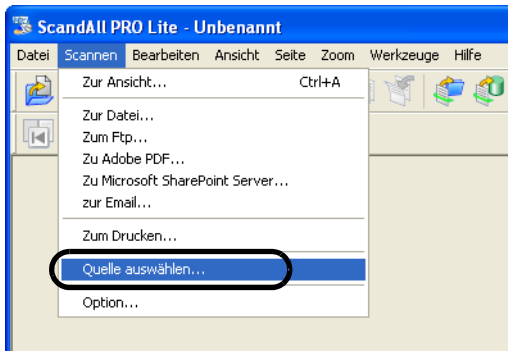 ScandAll PRO Lite - Unbenannt
Datei Scannen Bearbeiten Ansicht Seite Zoom Werkzeuge Hilfe
Zur Ansicht... Ctrl+A
Zur Datei...
Zum Ftp...
Zu Adobe PDF...
Zu Microsoft SharePoint Server...
zur Email...
Zum Drucken...
Quelle auswählen...
Option...